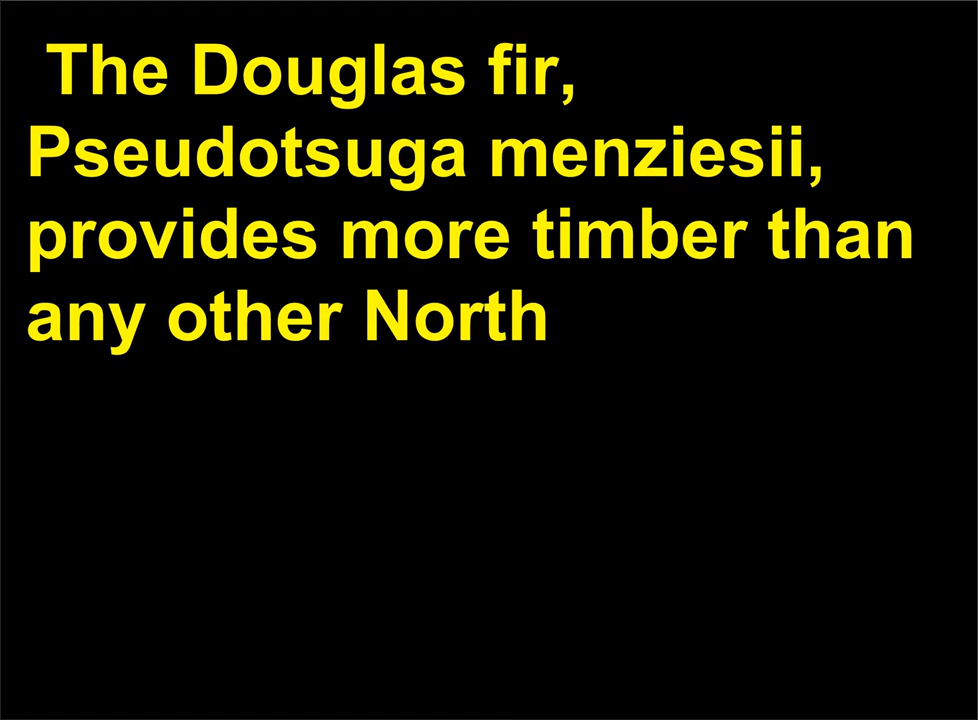 The Douglas fir,
Pseudotsuga menziesii,
provides more timber than
any other North